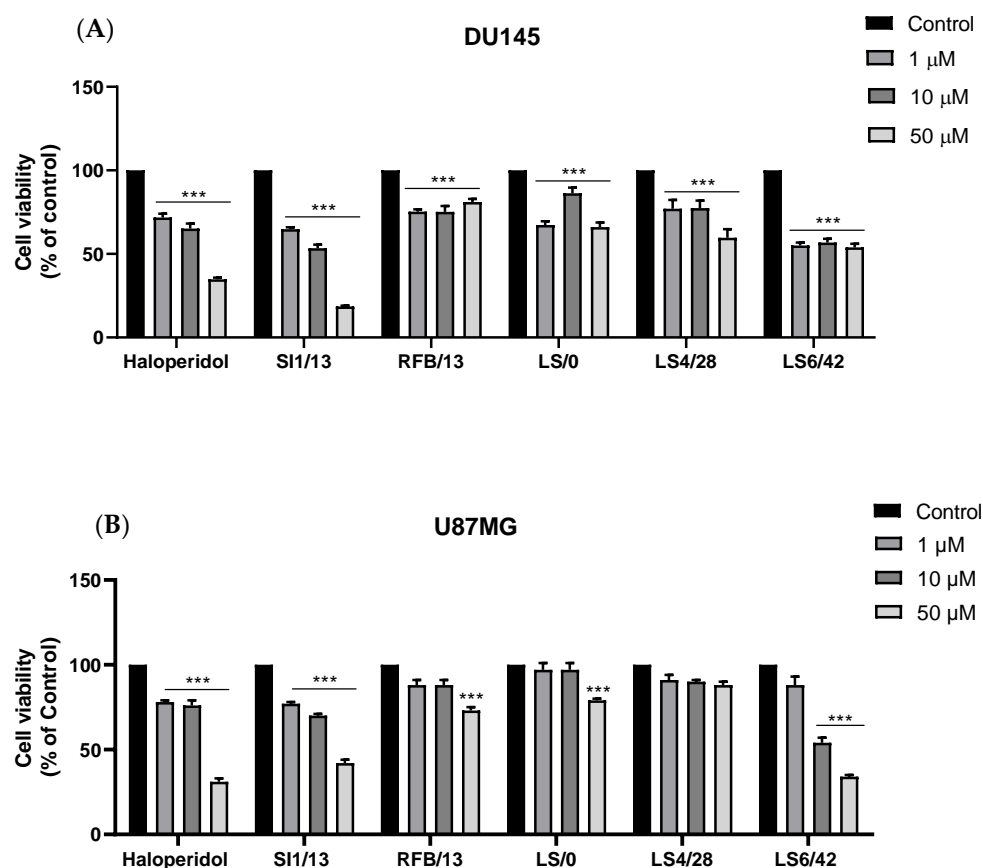 (A)
DU145
Control
1 μM
10 μM
50 μM
Cell viability
(% of control)
150
100
50
0
***
***
***
***
***
***
Haloperidol SI1/13 RFB/13 LS/0 LS4/28 LS6/42
(B)
U87MG
Control
1 μM
10 μM
50 μM
Cell viability
(% of Control)
150
100
50
0
***
***
***
***
***
Haloperidol SI1/13 RFB/13 LS/0 LS4/28 LS6/42